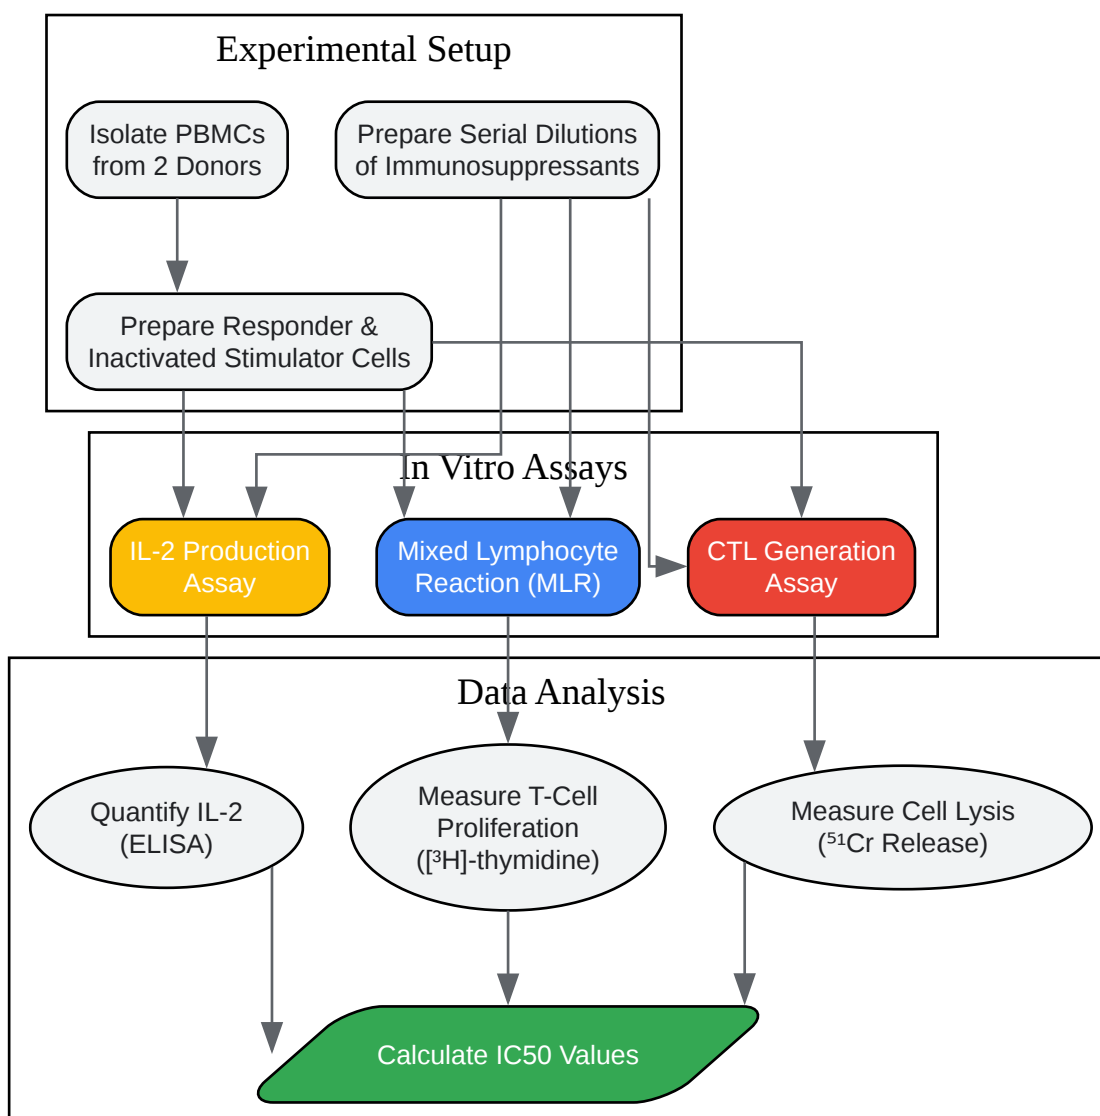 Experimental Setup
Isolate PBMCs
from 2 Donors
Prepare Serial Dilutions
of Immunosuppressants
Prepare Responder &
Inactivated Stimulator Cells
In Vitro Assays
IL-2 Production
Assay
Mixed Lymphocyte
Reaction (MLR)
CTL Generation
Assay
Data Analysis
Quantify IL-2
(ELISA)
Measure T-Cell
Proliferation
([³H]-thymidine)
Measure Cell Lysis
(⁵¹Cr Release)
Calculate IC50 Values